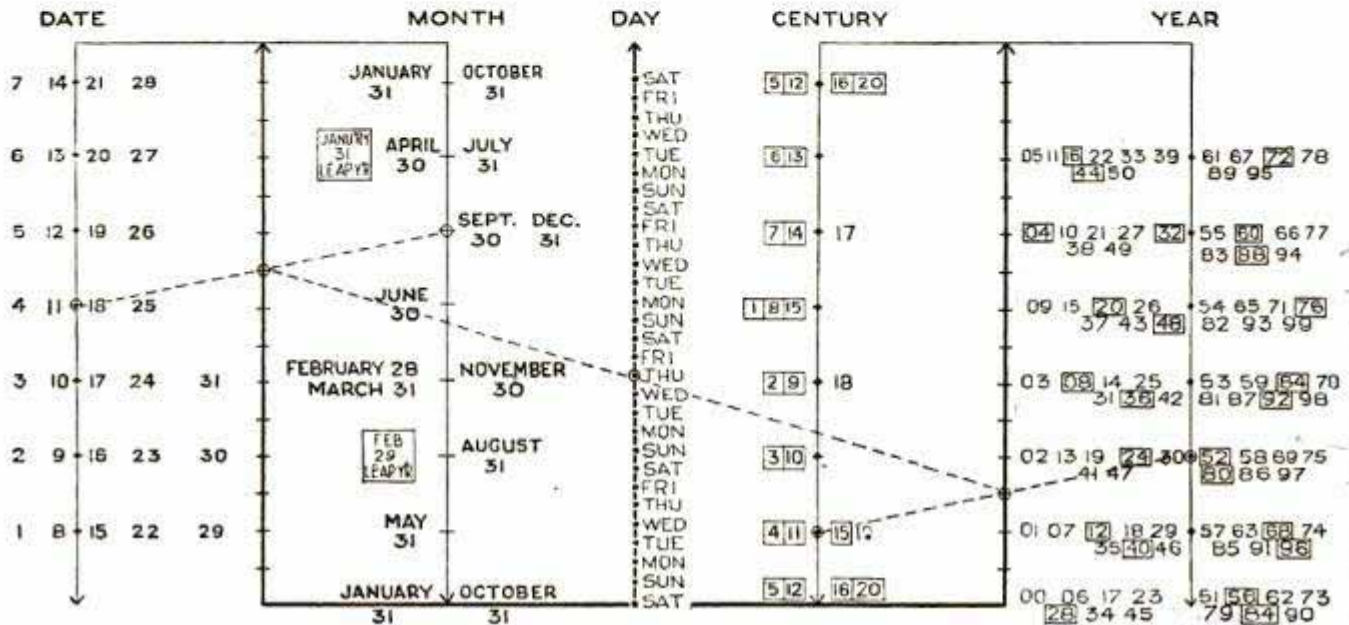 DATE MONTH DAY CENTURY YEAR
7 14 21 28 JANUARY OCTOBER SAT 5 12 16 20
31 31 FRI
THU
JANURY WED
6 13 20 27 31 APRIL JULY TUE 6 13 05 11 16 22 33 39 61 67 72 78
LEAPYR 30 31 MON 44 50 89 95
SUN
SAT
5 12 19 26 SEPT. DEC. FRI 7 14 17 04 10 21 27 32 55 60 66 77
30 31 THU 38 49 83 88 94
WED
TUE
4 11 18 25 JUNE MON 1 8 15 09 15 20 26 54 65 71 76
30 SUN 37 43 48 82 93 99
SAT
FEBRUARY 28 NOVEMBER FRI
3 10 17 24 31 MARCH 31 30 THU 2 9 18 03 08 14 25 53 59 64 70
WED 31 36 42 81 87 92 98
TUE
FEB MON
2 9 16 23 30 29 AUGUST SUN 3 10 02 13 19 24 30 52 58 69 75
LEAPYR 31 SAT 41 47 80 86 97
FRI
THU
1 8 15 22 29 MAY WED 4 11 15 01 07 12 18 29 57 63 68 74
31 TUE 35 40 46 85 91 96
MON
JANUARY OCTOBER SUN 5 12 16 20
31 31 SAT 00 06 17 23 51 56 62 73
28 34 45 79 84 90